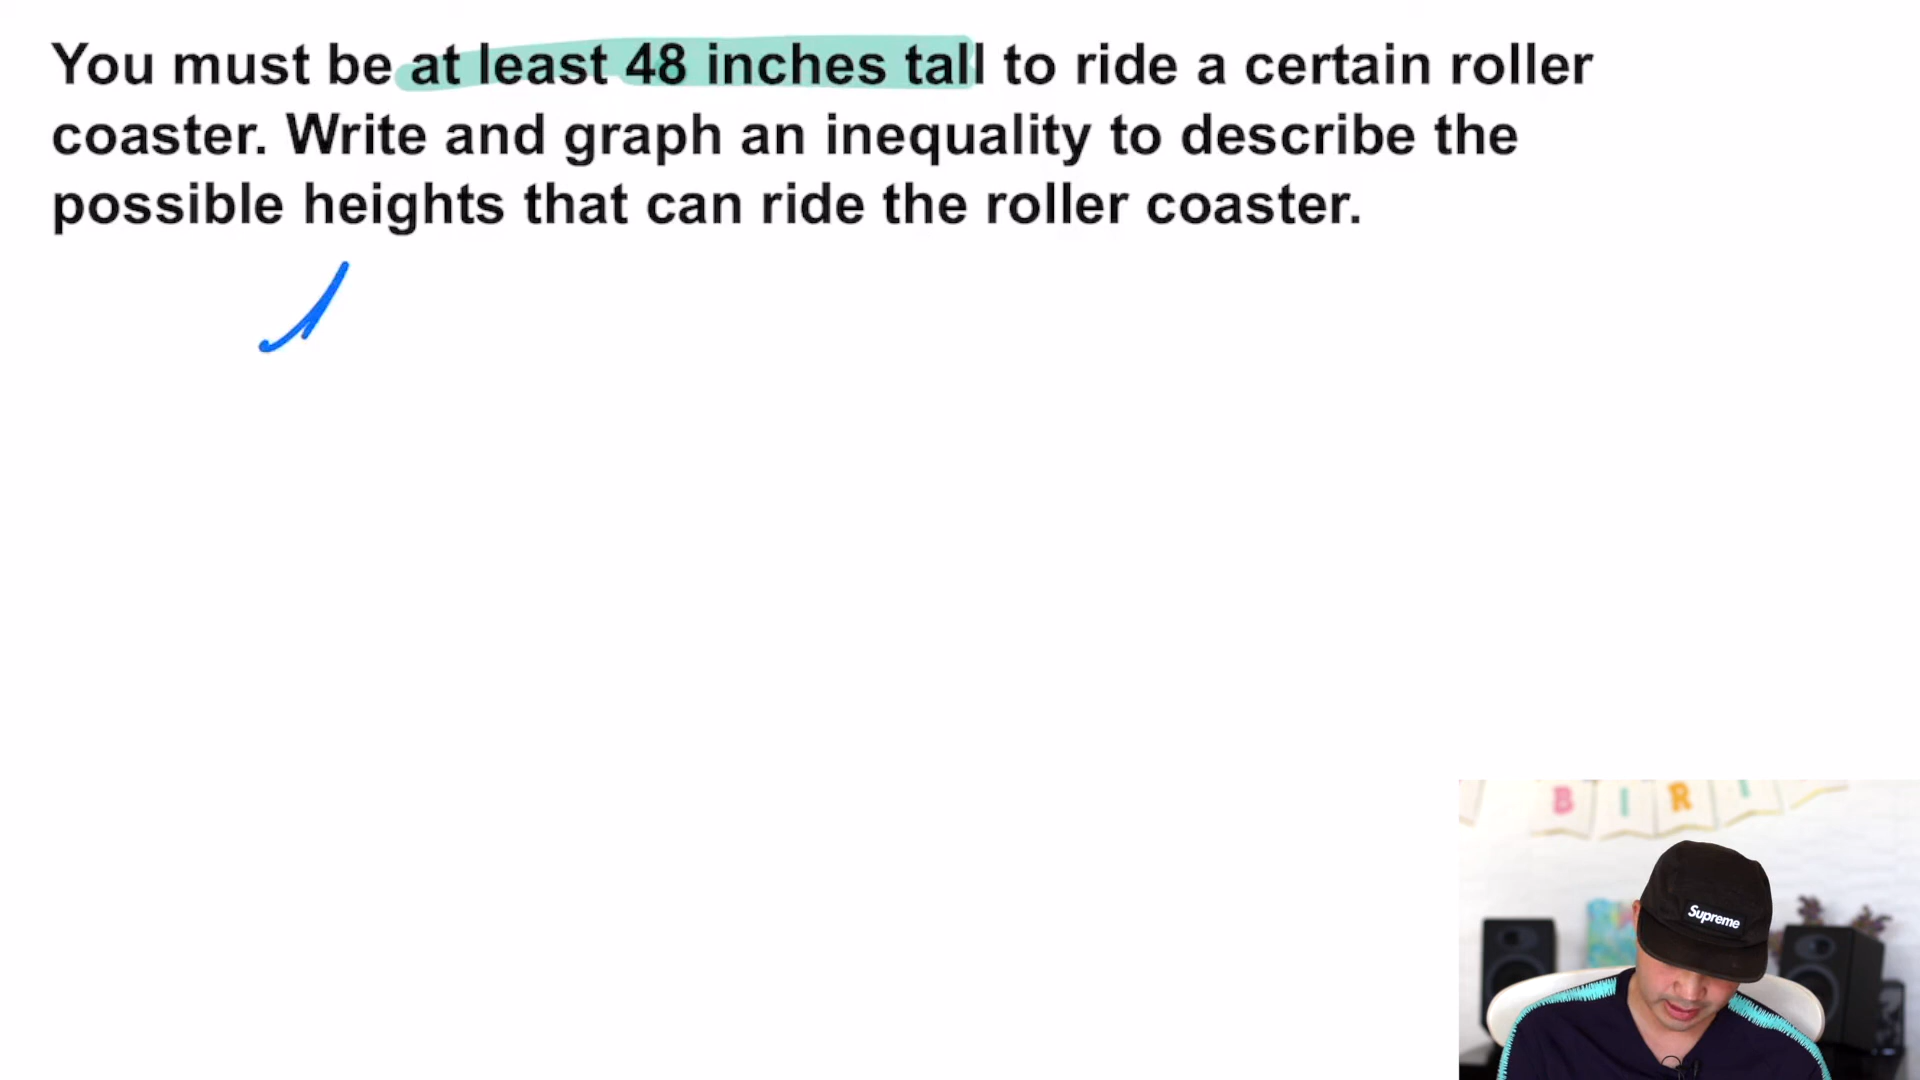 You must be at least 48 inches tall to ride a certain roller
coaster. Write and graph an inequality to describe the
possible heights that can ride the roller coaster.
B I R
Supreme